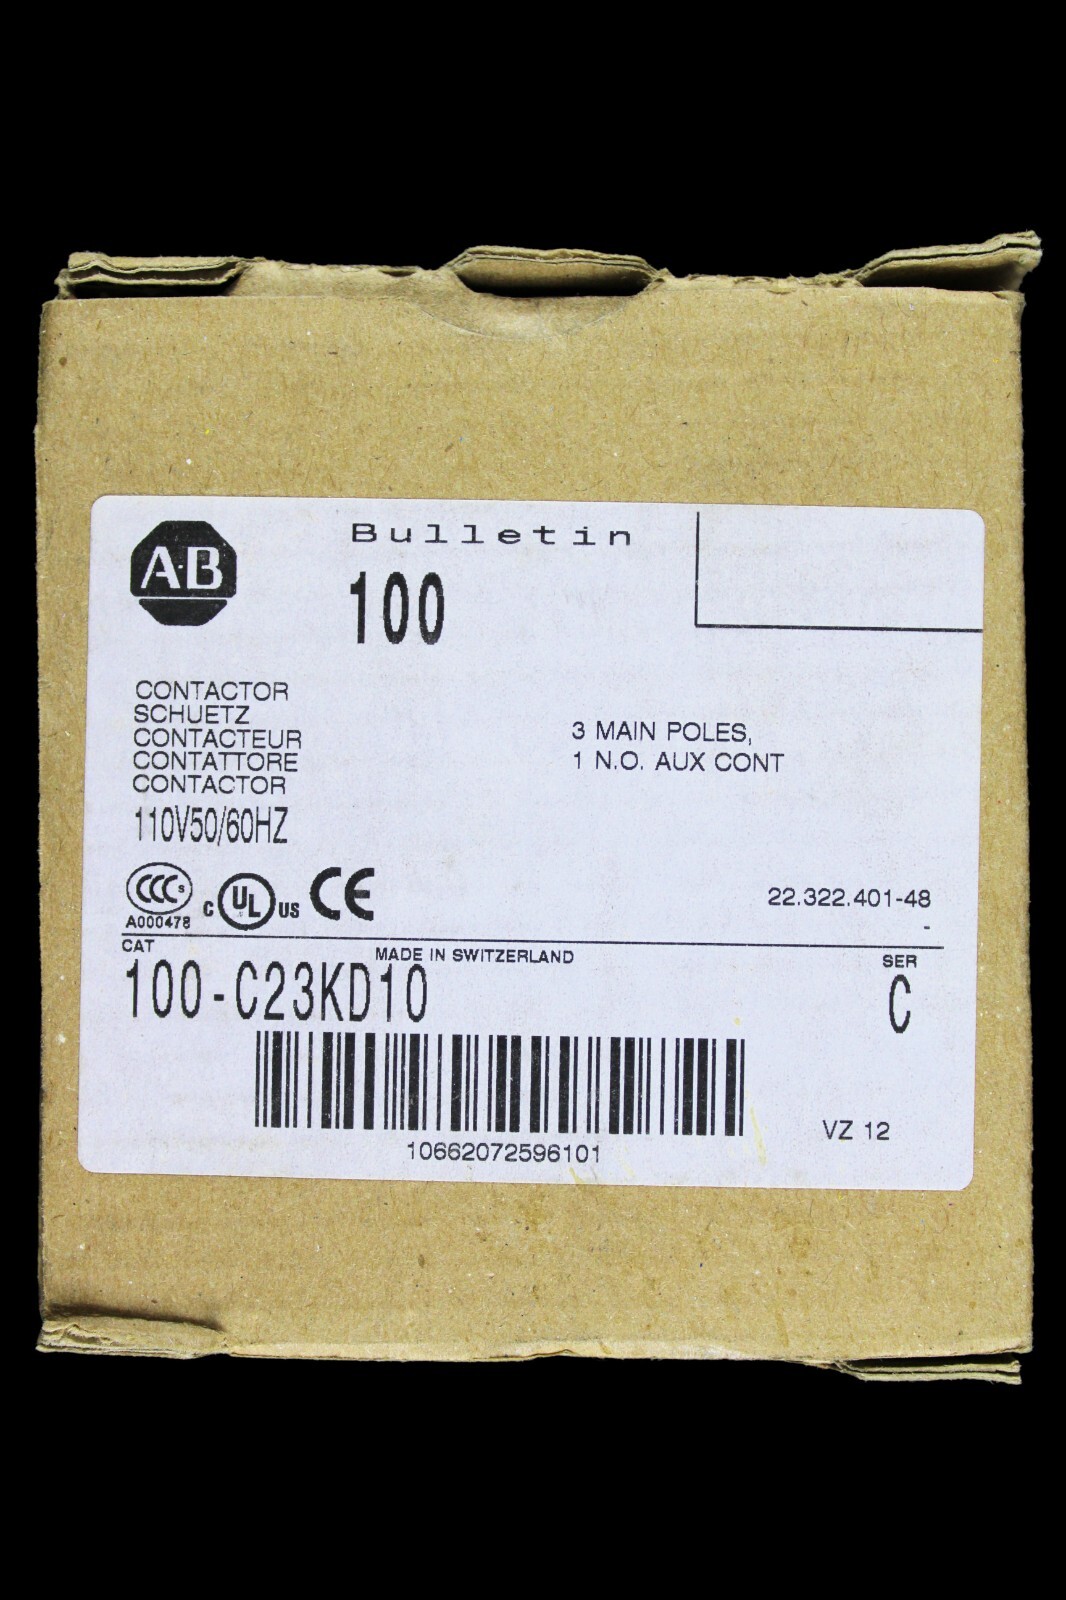 A·B
Bulletin
100
CONTACTOR
SCHUETZ
CONTACTEUR
CONTATTORE
CONTACTOR
110V50/60HZ
3 MAIN POLES,
1 N.O. AUX CONT
CCC S
A000478
C UL US CE
22.322.401-48
-
CAT
MADE IN SWITZERLAND
SER
100-C23KD10
C
10662072596101
VZ 12